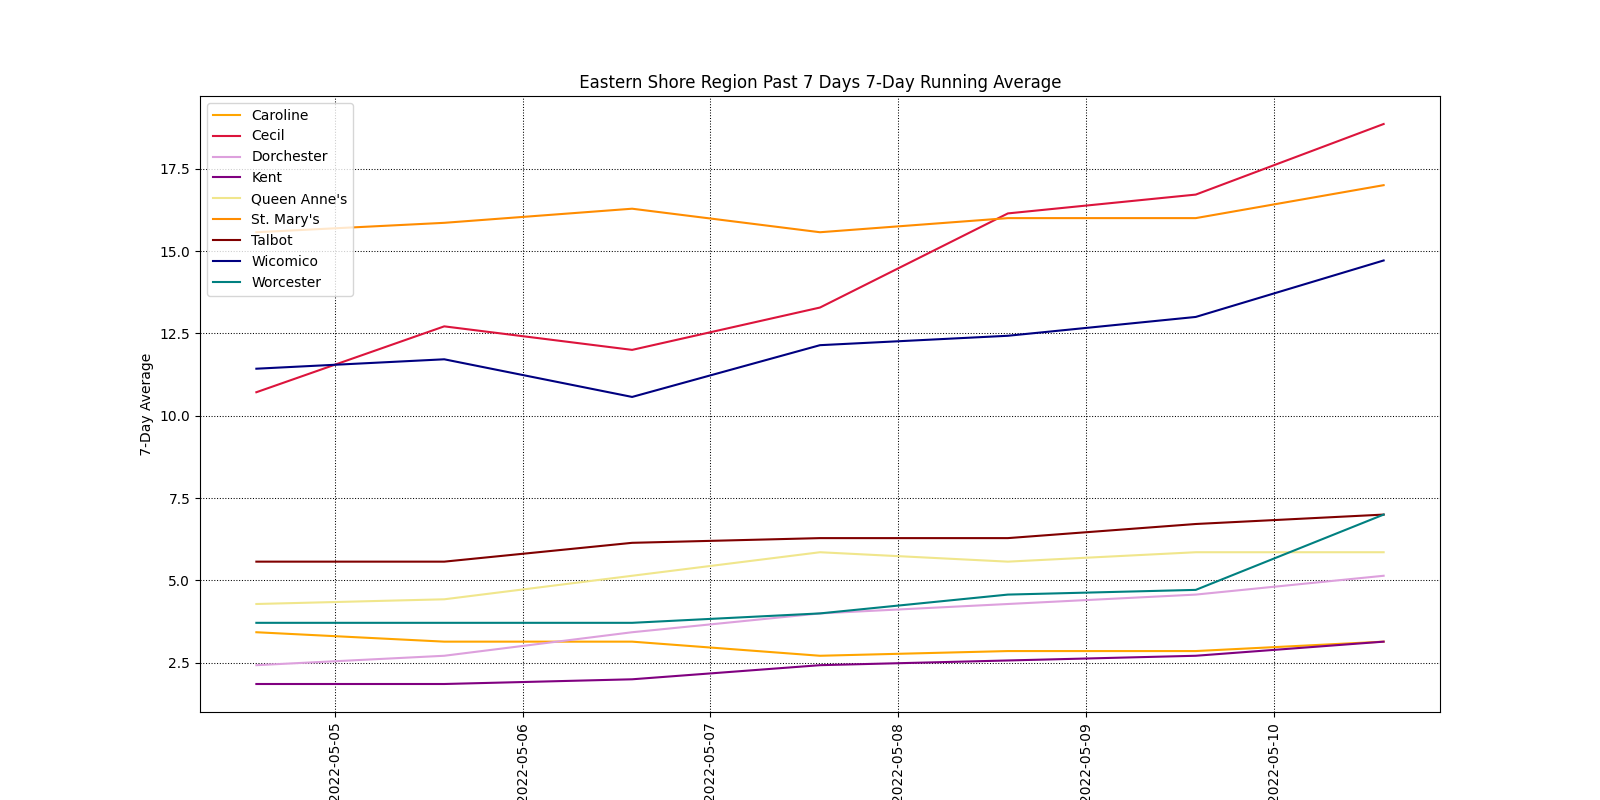 Eastern Shore Region Past 7 Days 7-Day Running Average
Caroline
Cecil
Dorchester
Kent
Queen Anne's
St. Mary's
Talbot
Wicomico
Worcester
17.5
15.0
12.5
10.0
7.5
5.0
2.5
7-Day Average
2022-05-05
2022-05-06
2022-05-07
2022-05-08
2022-05-09
2022-05-10